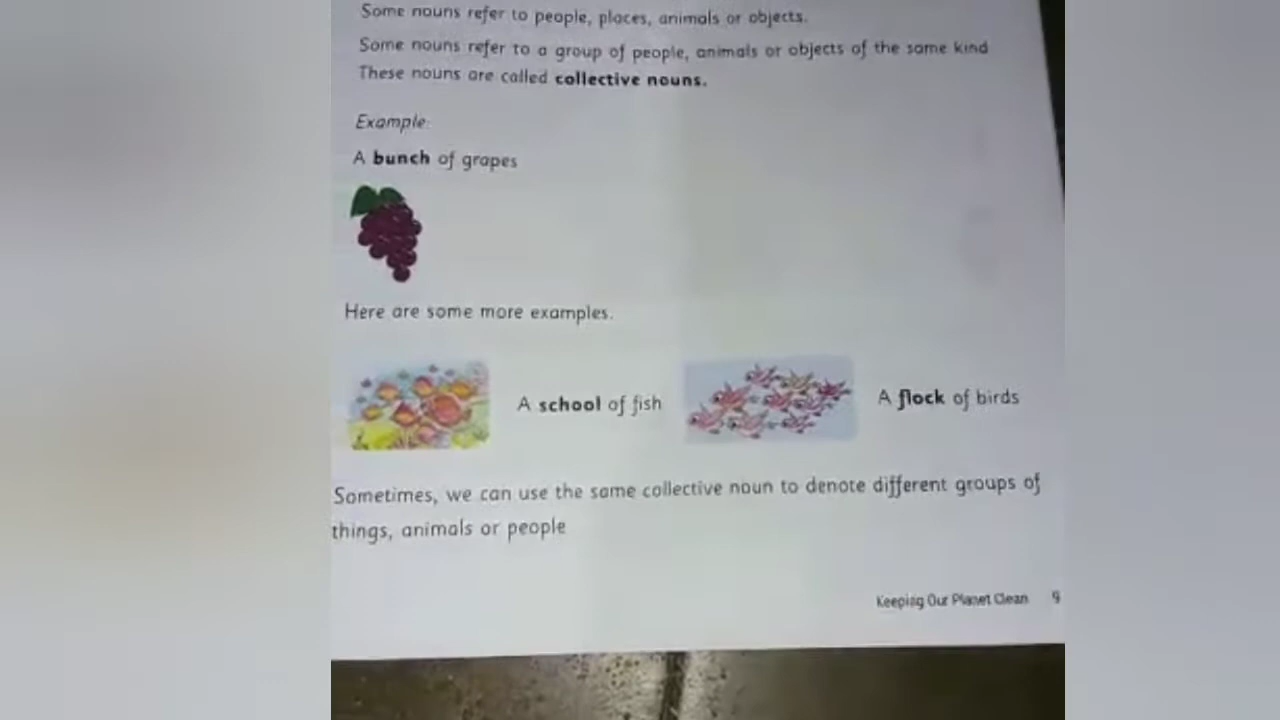 Some nouns refer to people, places, animals or objects.
Some nouns refer to a group of people, animals or objects of the same kind
These nouns are called collective nouns.
Example:
A bunch of grapes
Here are some more examples.
A school of fish
A flock of birds
Sometimes, we can use the same collective noun to denote different groups of
things, animals or people
Keeping Our Planet Clean 9